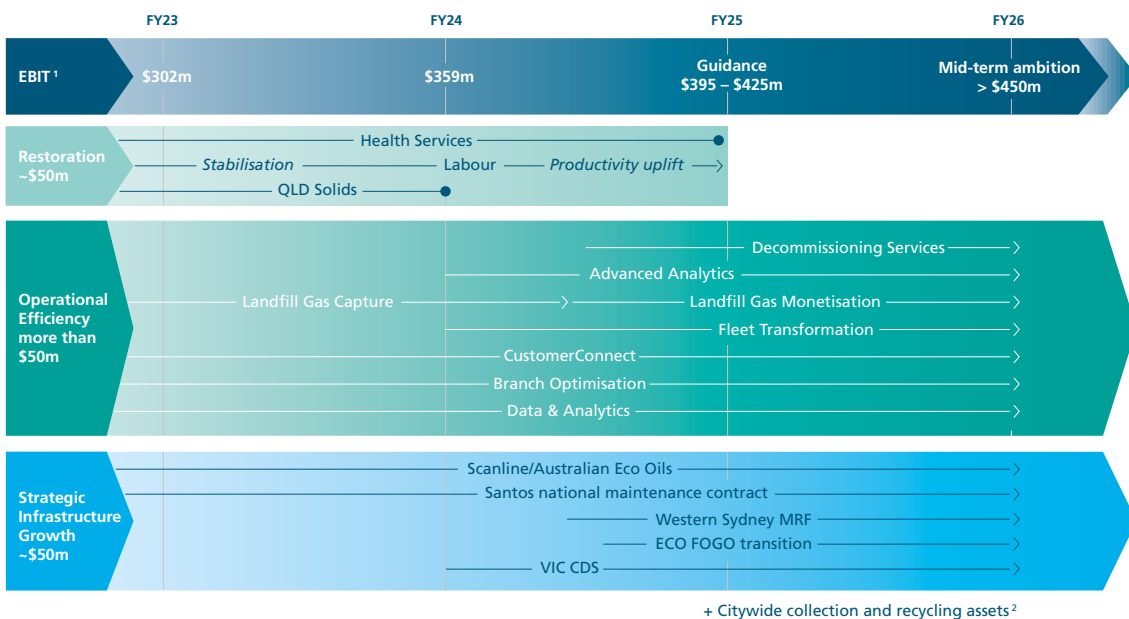 FY23 FY24 FY25 FY26
EBIT ¹ $302m $359m Guidance
$395 – $425m Mid-term ambition
> $450m
Restoration
~$50m
Health Services
Stabilisation Labour Productivity uplift
QLD Solids
Operational
Efficiency
more than
$50m
Decommissioning Services
Advanced Analytics
Landfill Gas Capture Landfill Gas Monetisation
Fleet Transformation
CustomerConnect
Branch Optimisation
Data & Analytics
Strategic
Infrastructure
Growth
~$50m
Scanline/Australian Eco Oils
Santos national maintenance contract
Western Sydney MRF
ECO FOGO transition
VIC CDS
+ Citywide collection and recycling assets ²